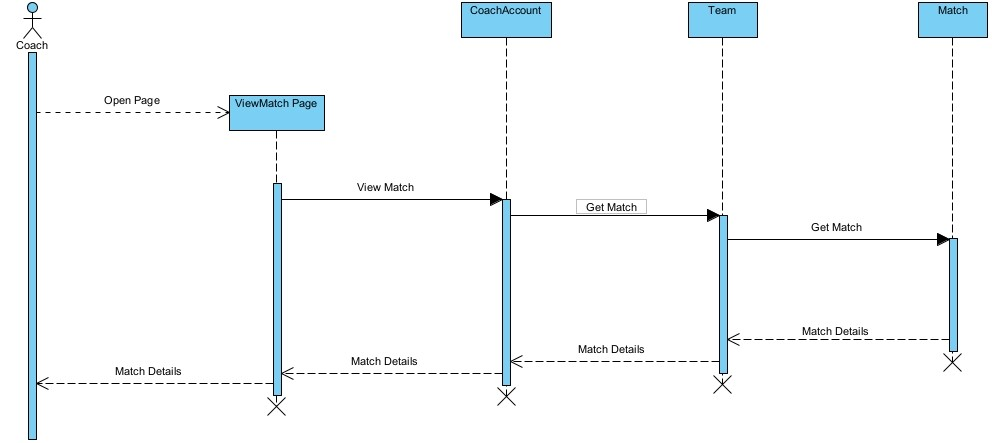 CoachAccount
Team
Match
Coach
Open Page
ViewMatch Page
View Match
Get Match
Get Match
Match Details
Match Details
Match Details
Match Details